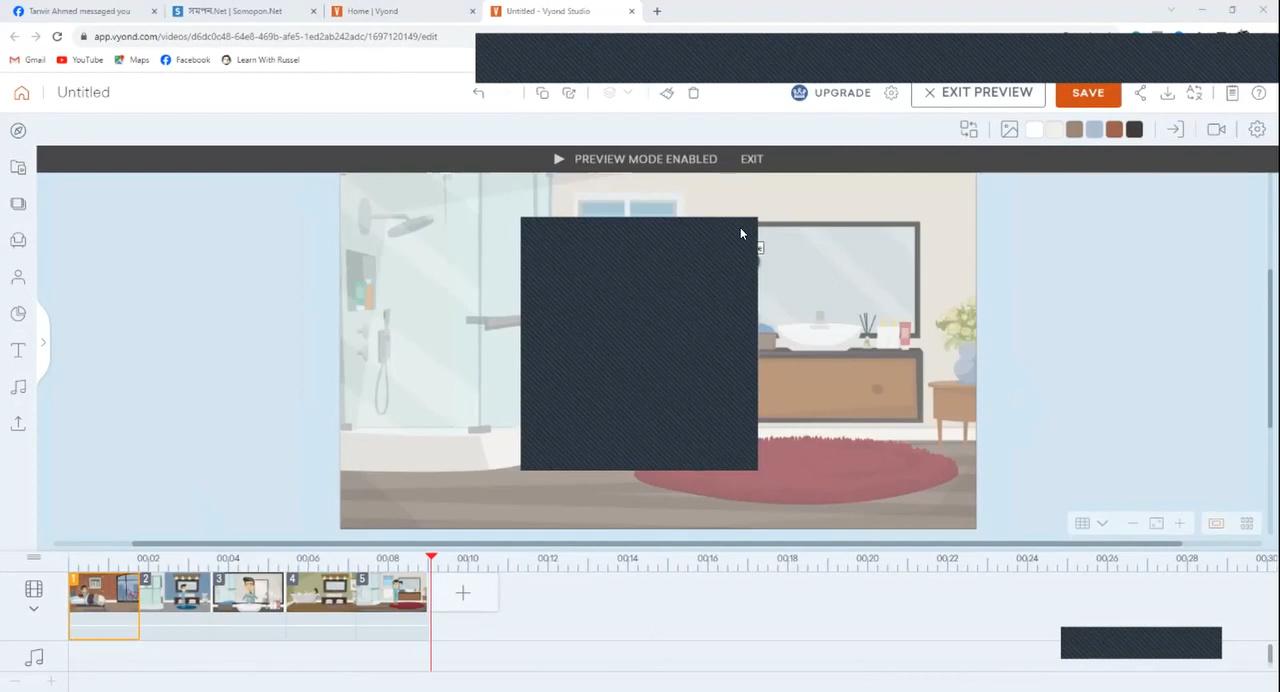 Tanvir Ahmed messaged you
সমপন.Net | Somopon.Net
Home | Vyond
Untitled - Vyond Studio
app.vyond.com/videos/d6dc0c48-64e8-469b-afe5-1ed2ab242adc/1697120149/edit
Gmail
YouTube
Maps
Facebook
Learn With Russel
Untitled
UPGRADE
EXIT PREVIEW
SAVE
PREVIEW MODE ENABLED
EXIT
00:02
00:04
00:06
00:08
00:10
00:12
00:14
00:16
00:18
00:20
00:22
00:24
00:26
00:28
00:30
1
2
3
4
5